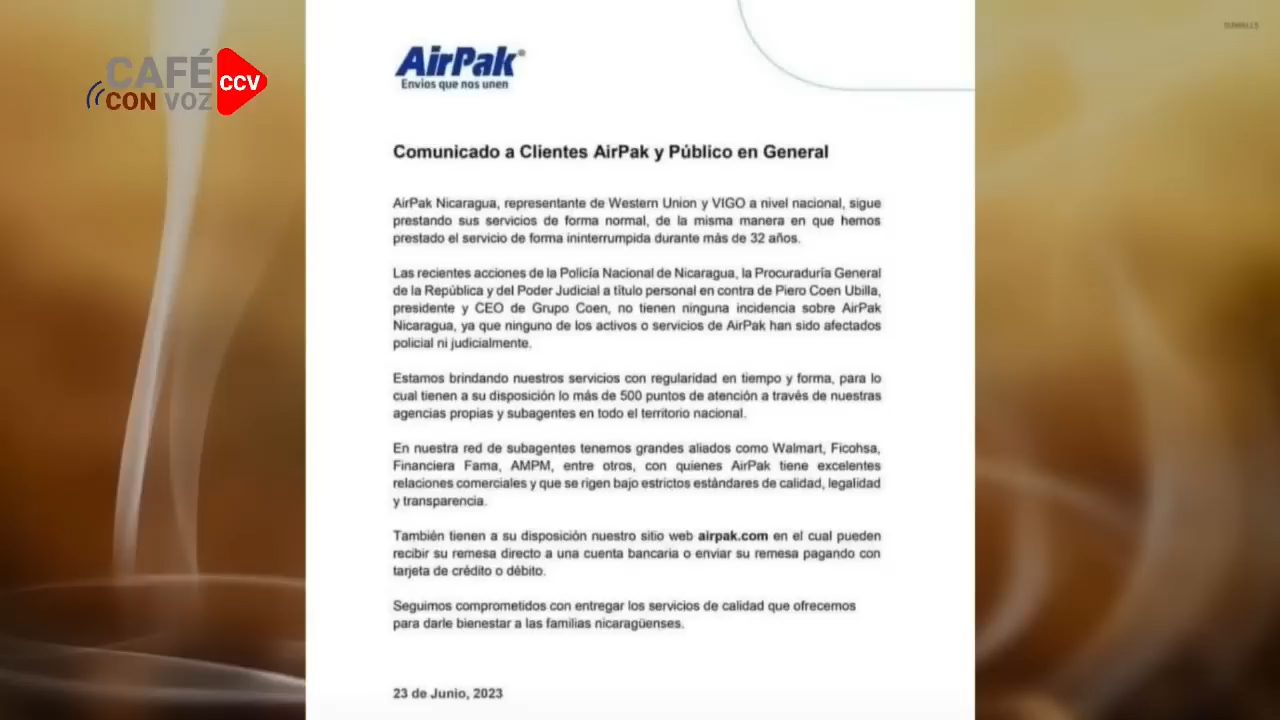 CAFÉ
CON VOZ
CCV
AirPak®
Envíos que nos unen
Comunicado a Clientes AirPak y Público en General
AirPak Nicaragua, representante de Western Union y VIGO a nivel nacional, sigue
prestando sus servicios de forma normal, de la misma manera en que hemos
prestado el servicio de forma ininterrumpida durante más de 32 años.
Las recientes acciones de la Policía Nacional de Nicaragua, la Procuraduría General
de la República y del Poder Judicial a título personal en contra de Piero Coen Ubilla,
presidente y CEO de Grupo Coen, no tienen ninguna incidencia sobre AirPak
Nicaragua, ya que ninguno de los activos o servicios de AirPak han sido afectados
policial ni judicialmente.
Estamos brindando nuestros servicios con regularidad en tiempo y forma, para lo
cual tienen a su disposición lo más de 500 puntos de atención a través de nuestras
agencias propias y subagentes en todo el territorio nacional.
En nuestra red de subagentes tenemos grandes aliados como Walmart, Ficohsa,
Financiera Fama, AMPM, entre otros, con quienes AirPak tiene excelentes
relaciones comerciales y que se rigen bajo estrictos estándares de calidad, legalidad
y transparencia.
También tienen a su disposición nuestro sitio web airpak.com en el cual pueden
recibir su remesa directo a una cuenta bancaria o enviar su remesa pagando con
tarjeta de crédito o débito.
Seguimos comprometidos con entregar los servicios de calidad que ofrecemos
para darle bienestar a las familias nicaragüenses.
23 de Junio, 2023